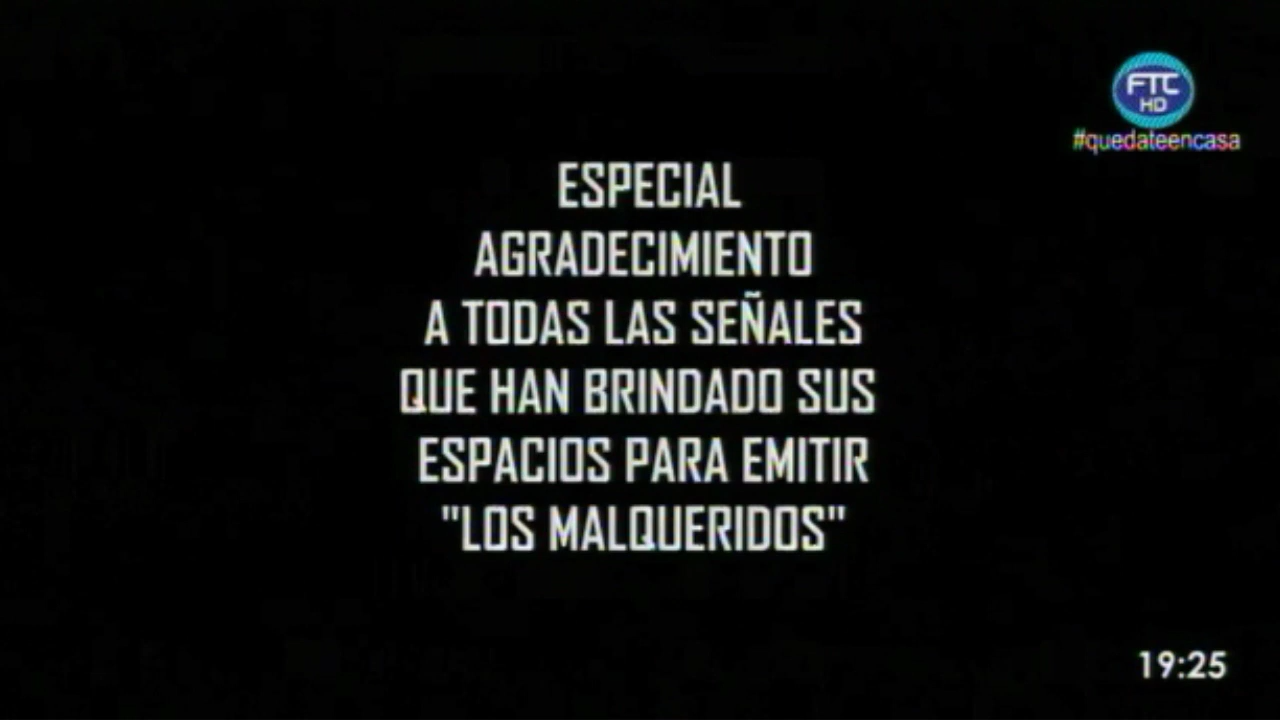 FTC
HD
#quedateencasa
ESPECIAL
AGRADECIMIENTO
A TODAS LAS SEÑALES
QUE HAN BRINDADO SUS
ESPACIOS PARA EMITIR
"LOS MALQUERIDOS"
19:25